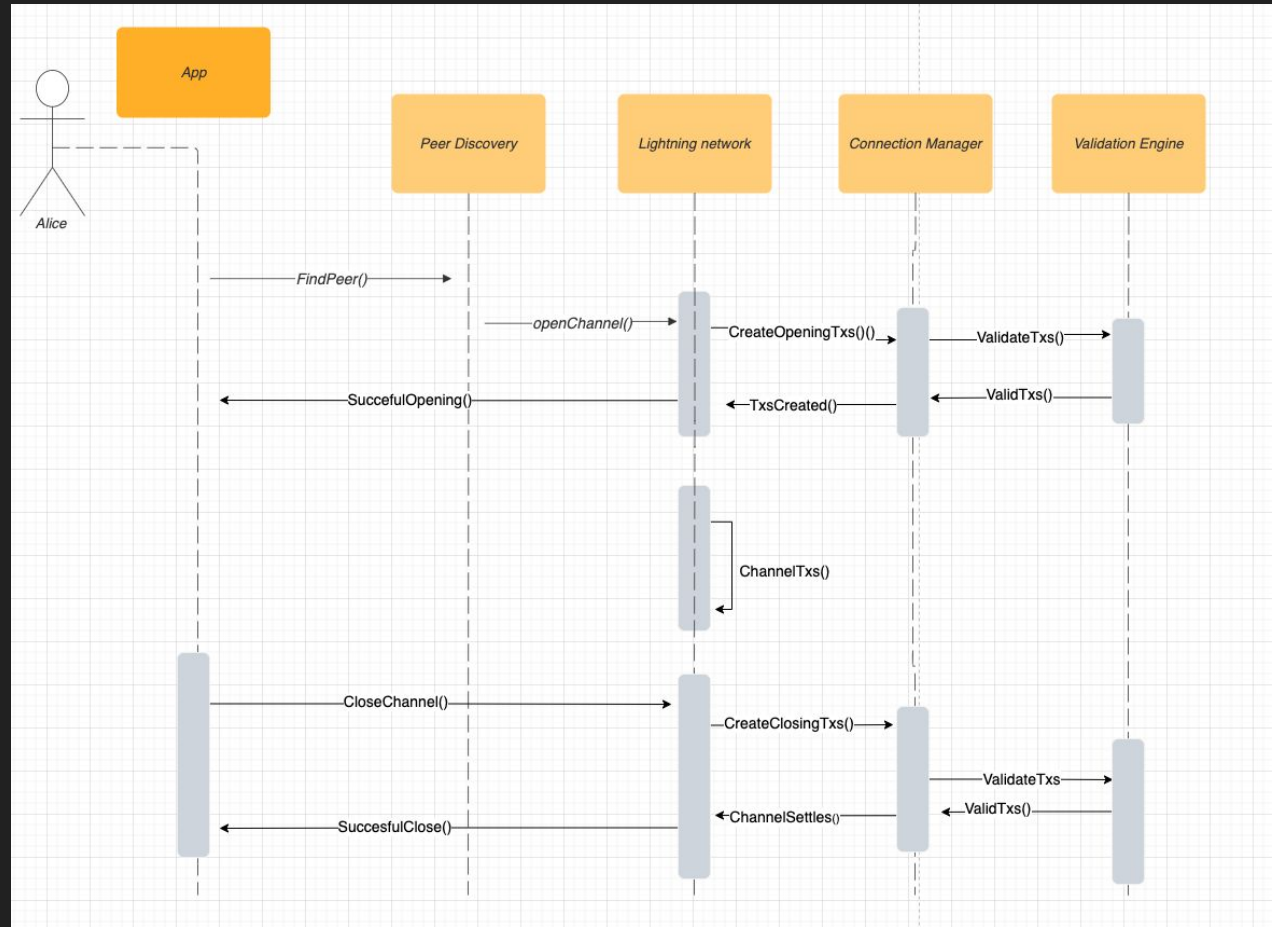 App
Peer Discovery
Lightning network
Connection Manager
Validation Engine
Alice
FindPeer()
openChannel()
CreateOpeningTxs()()
ValidateTxs()
SuccefulOpening()
TxsCreated()
ValidTxs()
ChannelTxs()
CloseChannel()
CreateClosingTxs()
ValidateTxs
ValidTxs()
ChannelSettles()
SuccesfulClose()